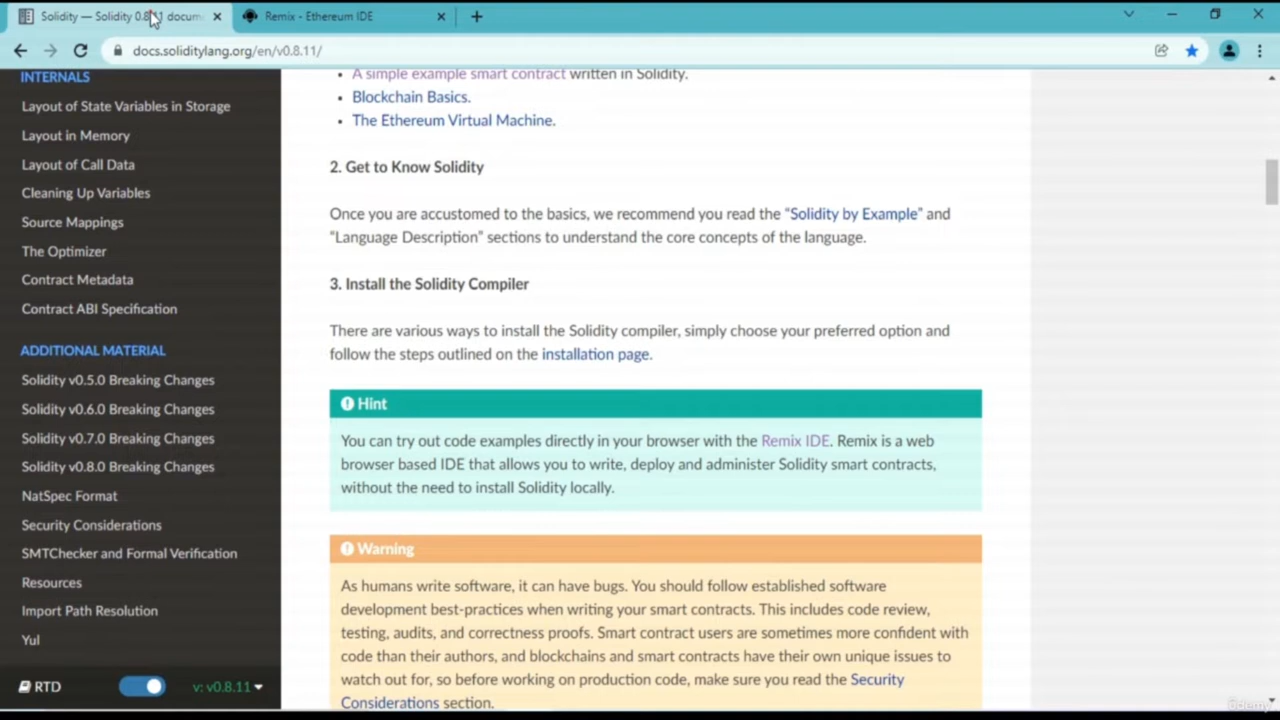 Solidity — Solidity 0.8.11 docum
Remix - Ethereum IDE
docs.soliditylang.org/en/v0.8.11/
INTERNALS
Layout of State Variables in Storage
Layout in Memory
Layout of Call Data
Cleaning Up Variables
Source Mappings
The Optimizer
Contract Metadata
Contract ABI Specification
ADDITIONAL MATERIAL
Solidity v0.5.0 Breaking Changes
Solidity v0.6.0 Breaking Changes
Solidity v0.7.0 Breaking Changes
Solidity v0.8.0 Breaking Changes
NatSpec Format
Security Considerations
SMTChecker and Formal Verification
Resources
Import Path Resolution
Yul
RTD
v: v0.8.11
• A simple example smart contract written in Solidity.
• Blockchain Basics.
• The Ethereum Virtual Machine.
2. Get to Know Solidity
Once you are accustomed to the basics, we recommend you read the “Solidity by Example” and
“Language Description” sections to understand the core concepts of the language.
3. Install the Solidity Compiler
There are various ways to install the Solidity compiler, simply choose your preferred option and
follow the steps outlined on the installation page.
Hint
You can try out code examples directly in your browser with the Remix IDE. Remix is a web
browser based IDE that allows you to write, deploy and administer Solidity smart contracts,
without the need to install Solidity locally.
Warning
As humans write software, it can have bugs. You should follow established software
development best-practices when writing your smart contracts. This includes code review,
testing, audits, and correctness proofs. Smart contract users are sometimes more confident with
code than their authors, and blockchains and smart contracts have their own unique issues to
watch out for, so before working on production code, make sure you read the Security
Considerations section.
ûdemy